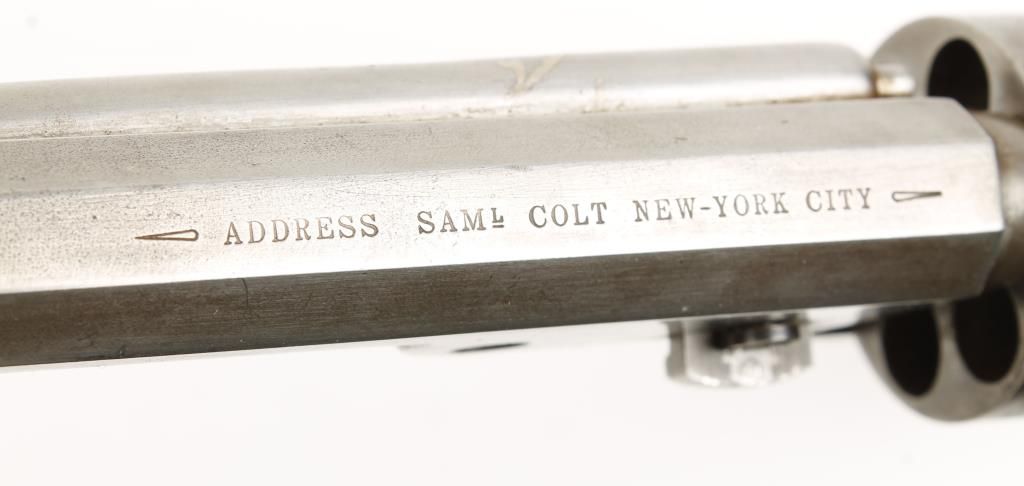 ADDRESS SAMᴸ COLT NEW-YORK CITY